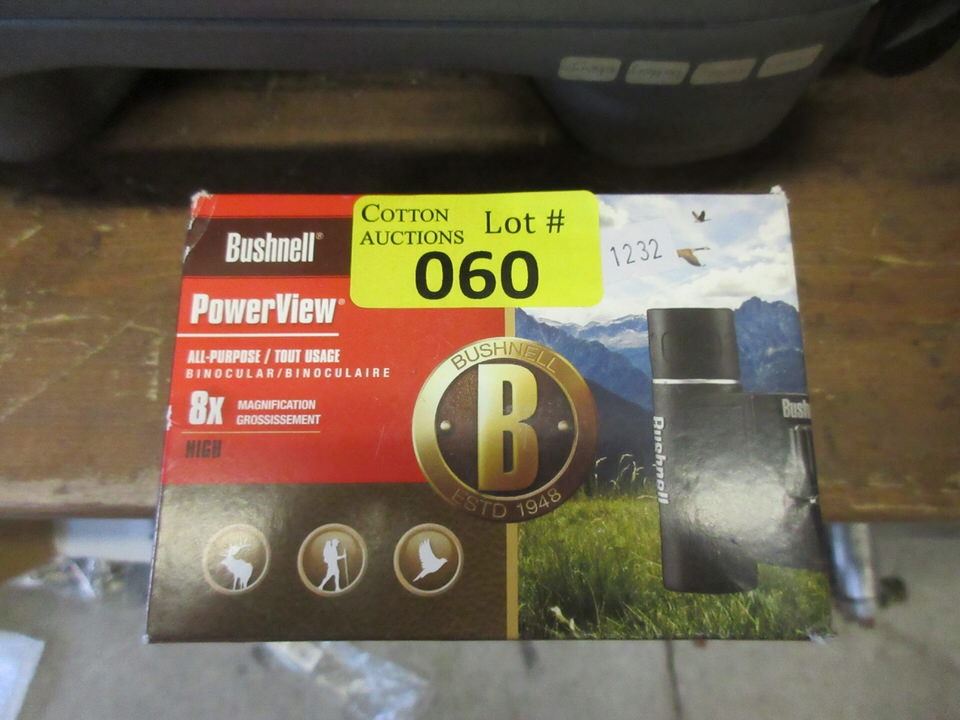 Bushnell®
PowerView®
ALL-PURPOSE / TOUT USAGE
BINOCULAR/BINOCULAIRE
8x MAGNIFICATION
GROSSISSEMENT
HIGH
COTTON
AUCTIONS
Lot #
060
1232
BUSHNELL
B
ESTD 1948
Bushnell
Bush